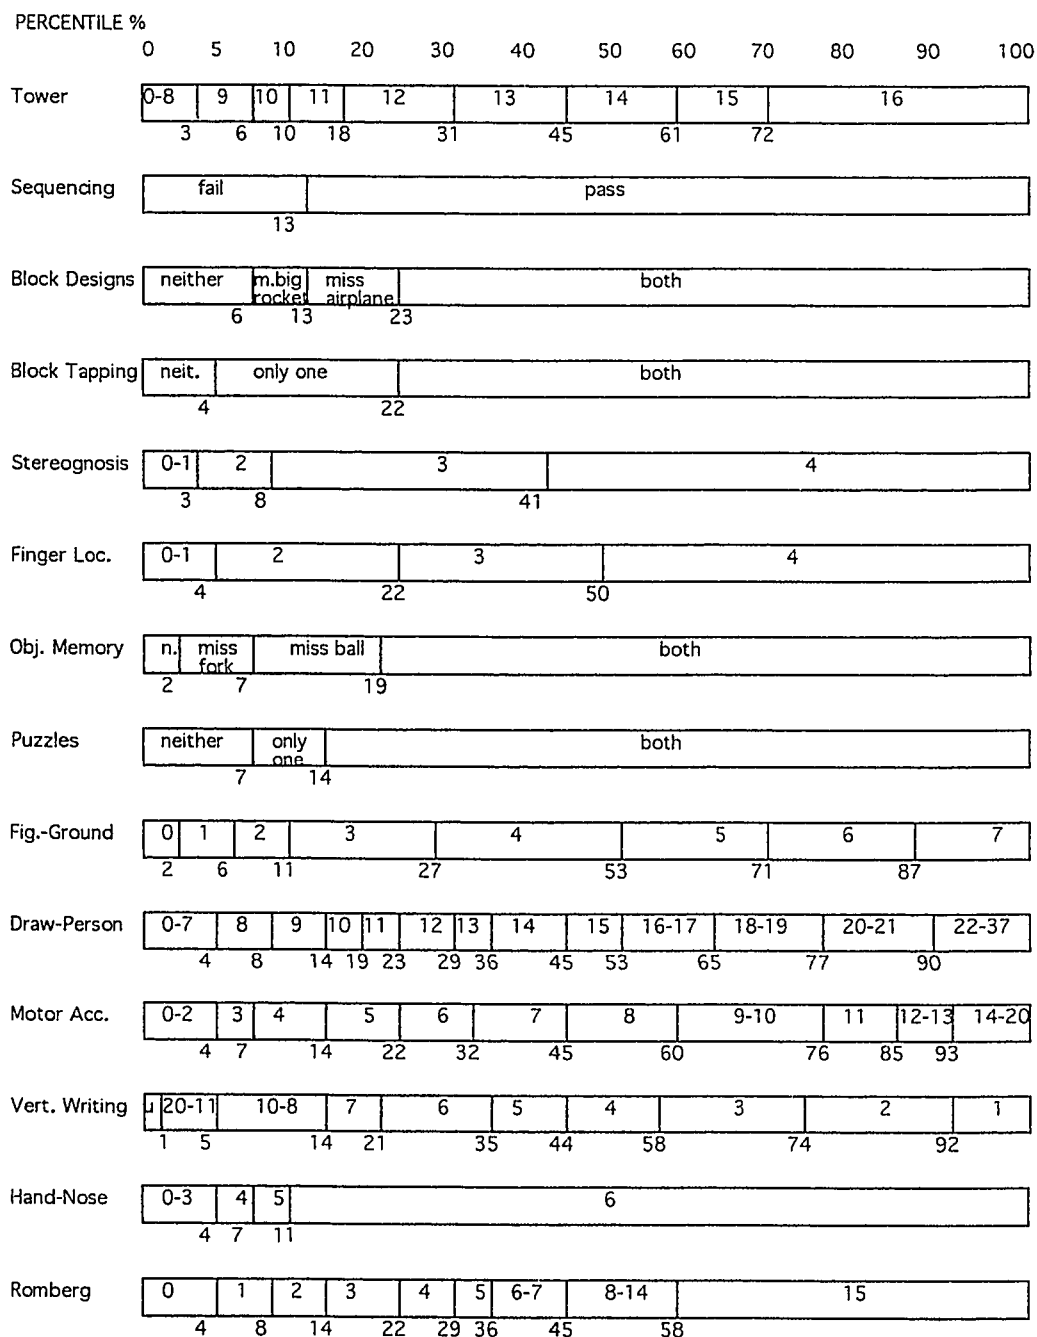 PERCENTILE %
0 5 10 20 30 40 50 60 70 80 90 100
Tower 0-8 9 10 11 12 13 14 15 16
3 6 10 18 31 45 61 72
Sequencing fail pass
13
Block Designs neither m.big miss both
rocket airplane
6 13 23
Block Tapping neit. only one both
4 22
Stereognosis 0-1 2 3 4
3 8 41
Finger Loc. 0-1 2 3 4
4 22 50
Obj. Memory n. miss miss ball both
fork
2 7 19
Puzzles neither only both
one
7 14
Fig.-Ground 0 1 2 3 4 5 6 7
2 6 11 27 53 71 87
Draw-Person 0-7 8 9 10 11 12 13 14 15 16-17 18-19 20-21 22-37
4 8 14 19 23 29 36 45 53 65 77 90
Motor Acc. 0-2 3 4 5 6 7 8 9-10 11 12-13 14-20
4 7 14 22 32 45 60 76 85 93
Vert. Writing u 20-11 10-8 7 6 5 4 3 2 1
1 5 14 21 35 44 58 74 92
Hand-Nose 0-3 4 5 6
4 7 11
Romberg 0 1 2 3 4 5 6-7 8-14 15
4 8 14 22 29 36 45 58